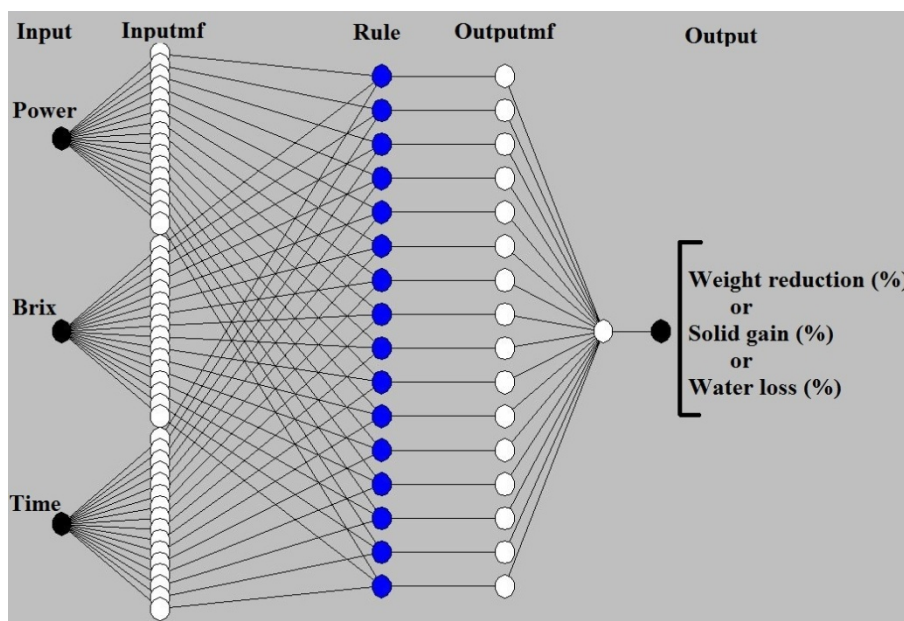 Input
Inputmf
Rule
Outputmf
Output
Power
Brix
Time
Weight reduction (%)
or
Solid gain (%)
or
Water loss (%)